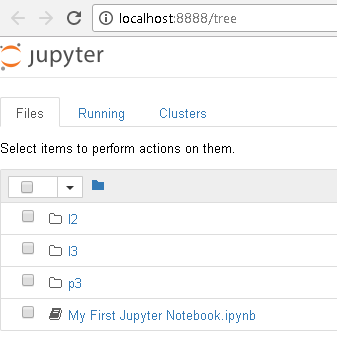 localhost:8888/tree
jupyter
Files Running Clusters
Select items to perform actions on them.
l2
l3
p3
My First Jupyter Notebook.ipynb